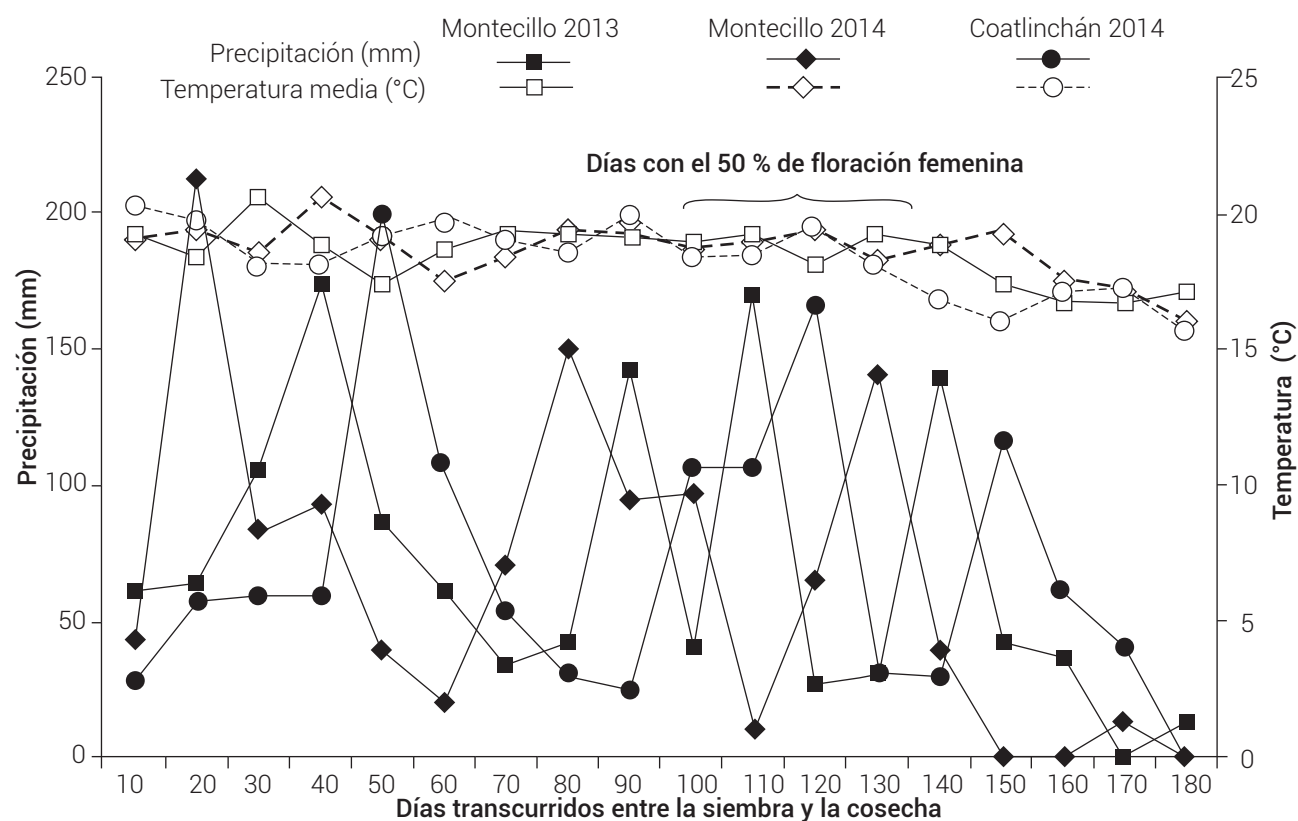 Montecillo 2013 Montecillo 2014 Coatlinchán 2014
Precipitación (mm)
Temperatura media (°C)
Días con el 50 % de floración femenina
Precipitación (mm)
250
200
150
100
50
0
Temperatura (°C)
25
20
15
10
5
0
10 20 30 40 50 60 70 80 90 100 110 120 130 140 150 160 170 180
Días transcurridos entre la siembra y la cosecha